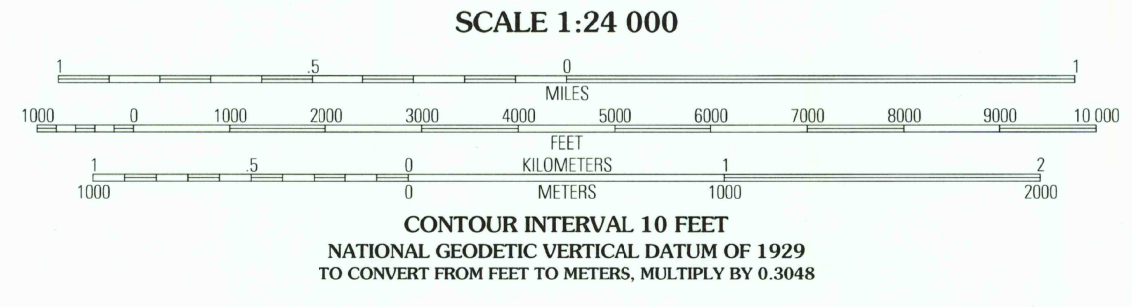 SCALE 1:24 000
1 .5 0 1
MILES
1000 0 1000 2000 3000 4000 5000 6000 7000 8000 9000 10 000
FEET
1 .5 0 KILOMETERS 1 2
1000 0 METERS 1000 2000
CONTOUR INTERVAL 10 FEET
NATIONAL GEODETIC VERTICAL DATUM OF 1929
TO CONVERT FROM FEET TO METERS, MULTIPLY BY 0.3048